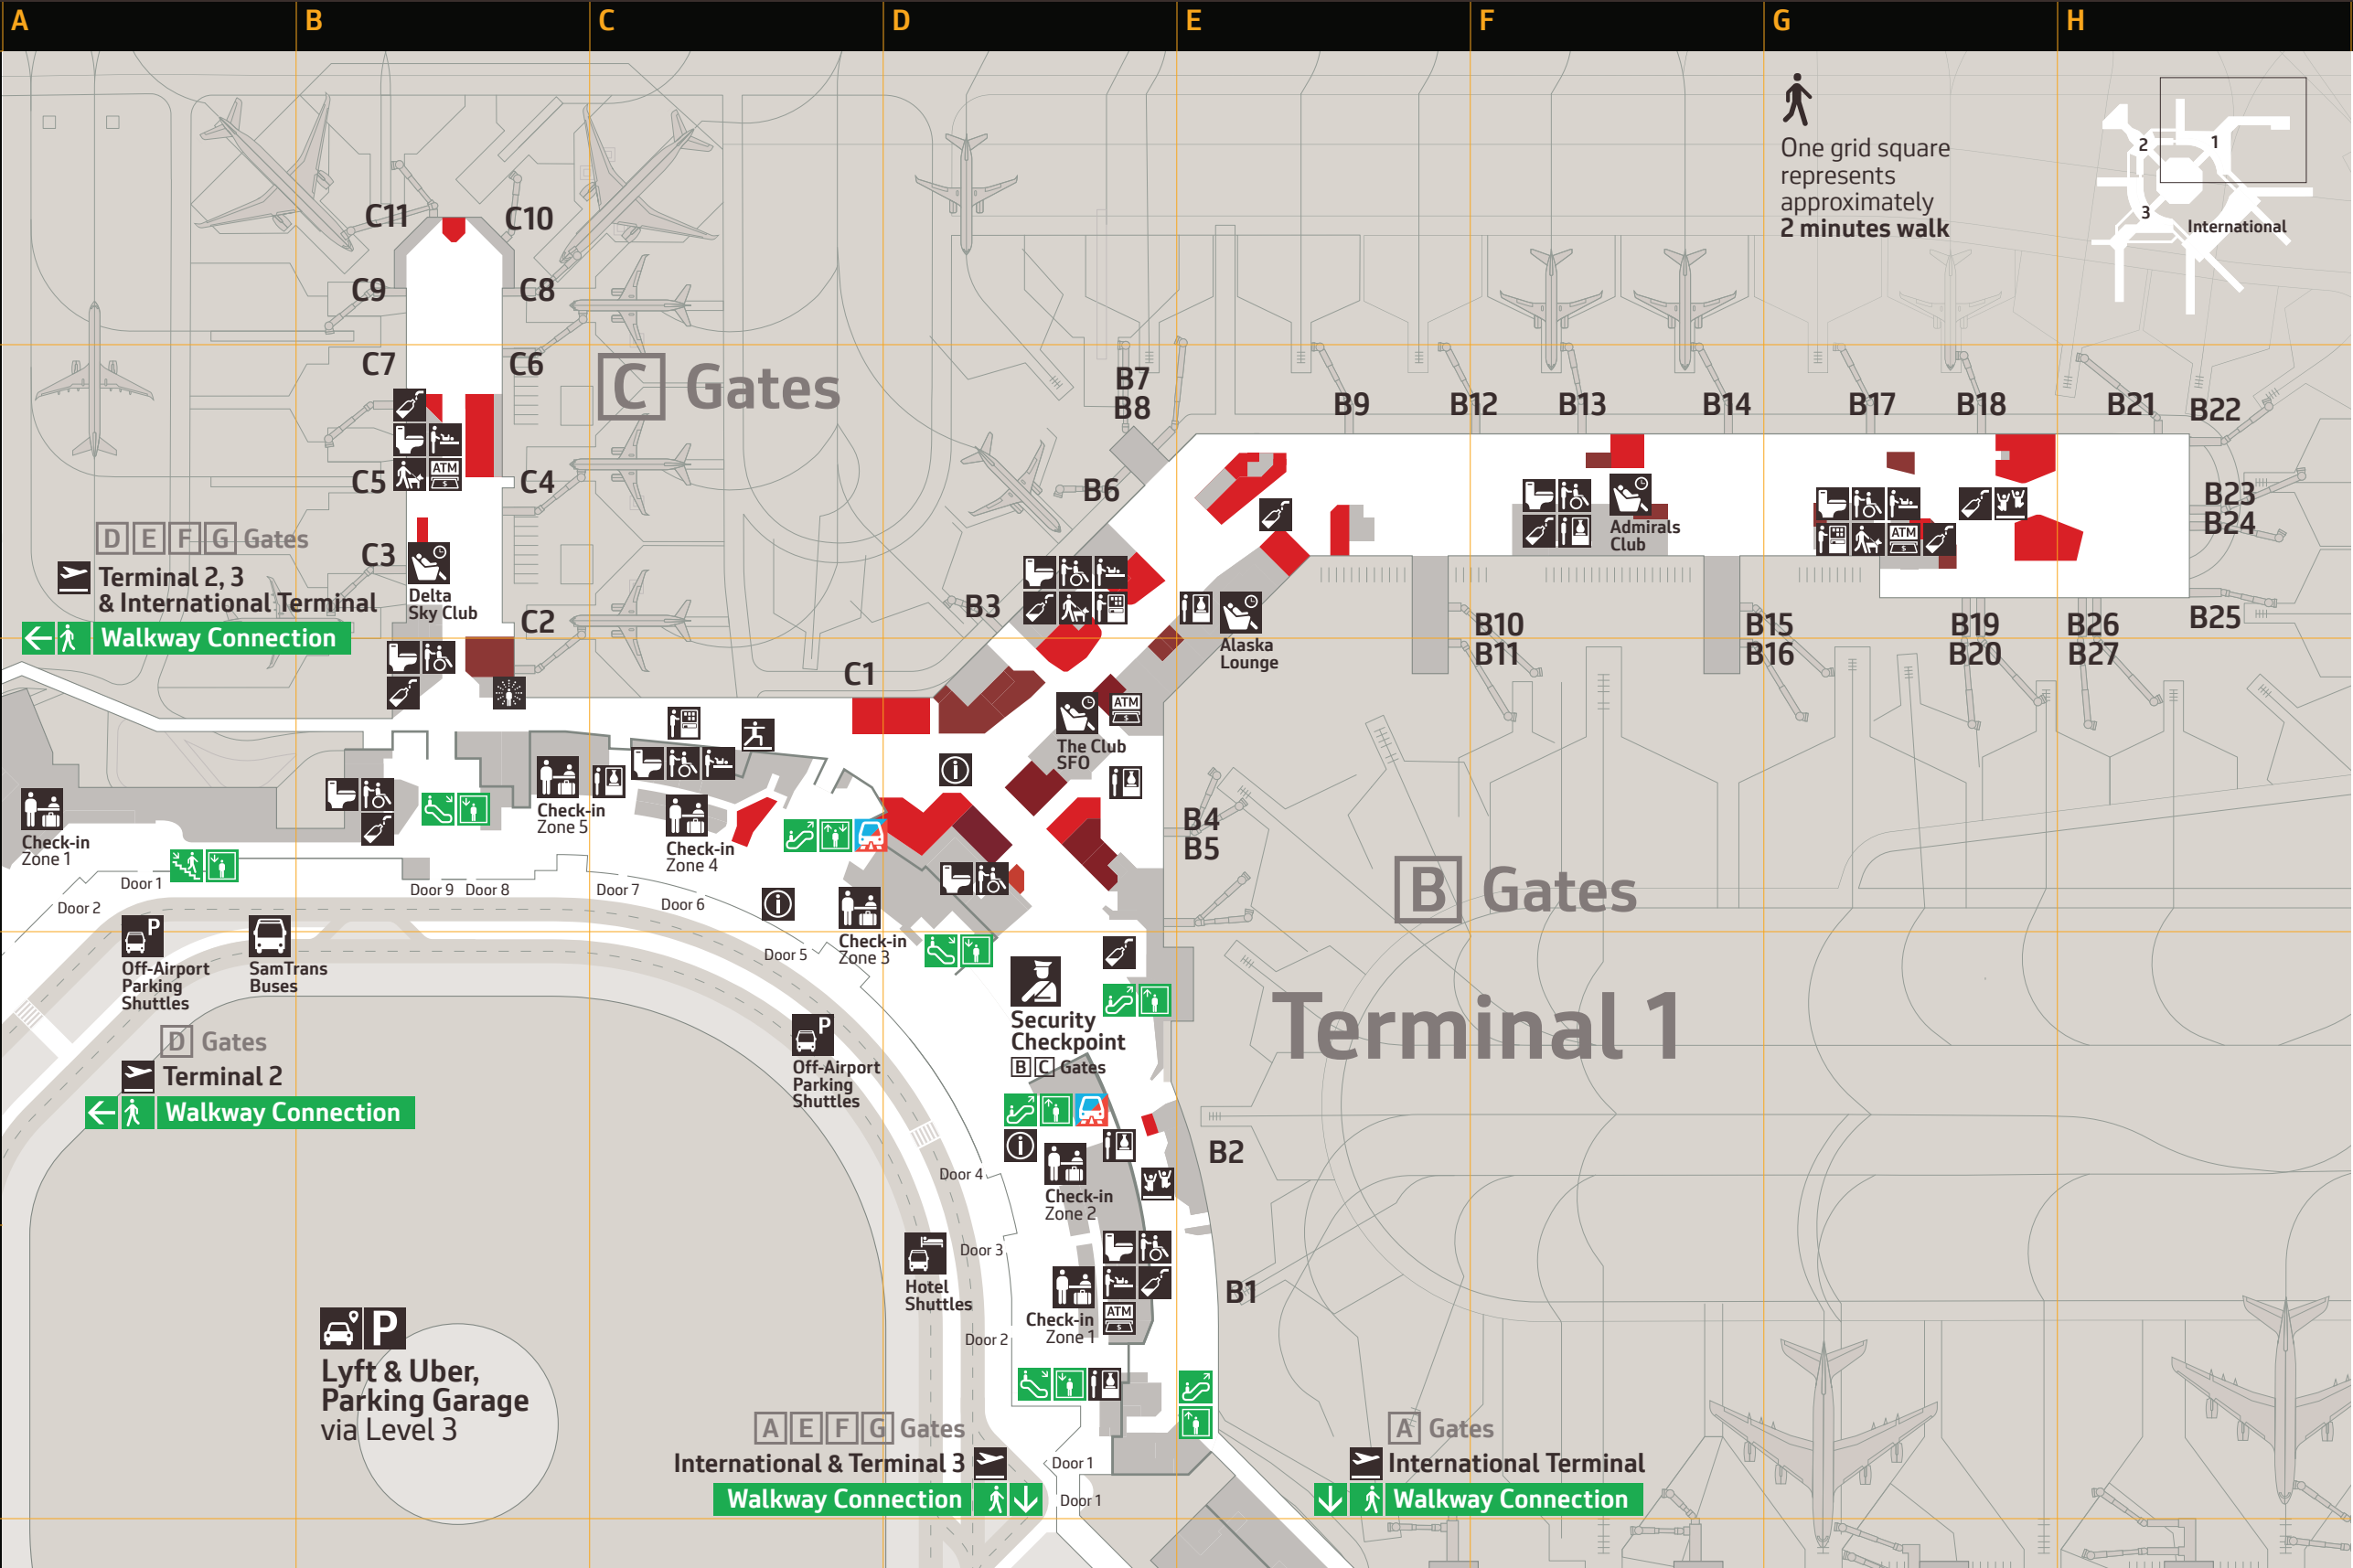 A B C D E F G H
One grid square
represents
approximately
2 minutes walk
2
1
3
International
C11
C10
C9
C8
C7
C6
C Gates
ATM
C5
C4
C3
Delta
Sky Club
C2
C1
D E F G Gates
Terminal 2, 3
& International Terminal
Walkway Connection
B7
B8
B6
B3
B9
B12
B13
B14
B17
B18
B21
B22
B23
B24
B25
Admirals
Club
ATM
B10
B11
B15
B16
B19
B20
B26
B27
Alaska
Lounge
ATM
$
The Club
SFO
B4
B5
Check-in
Zone 1
Check-in
Zone 5
Check-in
Zone 4
Check-in
Zone 3
Door 1
Door 2
Door 9
Door 8
Door 7
Door 6
Door 5
P
Off-Airport
Parking
Shuttles
SamTrans
Buses
D Gates
Terminal 2
Walkway Connection
P
Off-Airport
Parking
Shuttles
B Gates
Terminal 1
Security
Checkpoint
B C Gates
B2
Door 4
Check-in
Zone 2
Door 3
Hotel
Shuttles
B1
Check-in
Zone 1
ATM
$
Door 2
P
Lyft & Uber,
Parking Garage
via Level 3
A E F G Gates
International & Terminal 3
Walkway Connection
Door 1
Door 1
A Gates
International Terminal
Walkway Connection